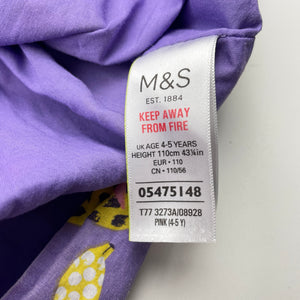 M&S
EST. 1884
KEEP AWAY
FROM FIRE
UK AGE 4-5 YEARS
HEIGHT 110cm 43¼in
EUR • 110
CN • 110/56
05475148
T77 3273A/08928
PINK (4-5 Y)